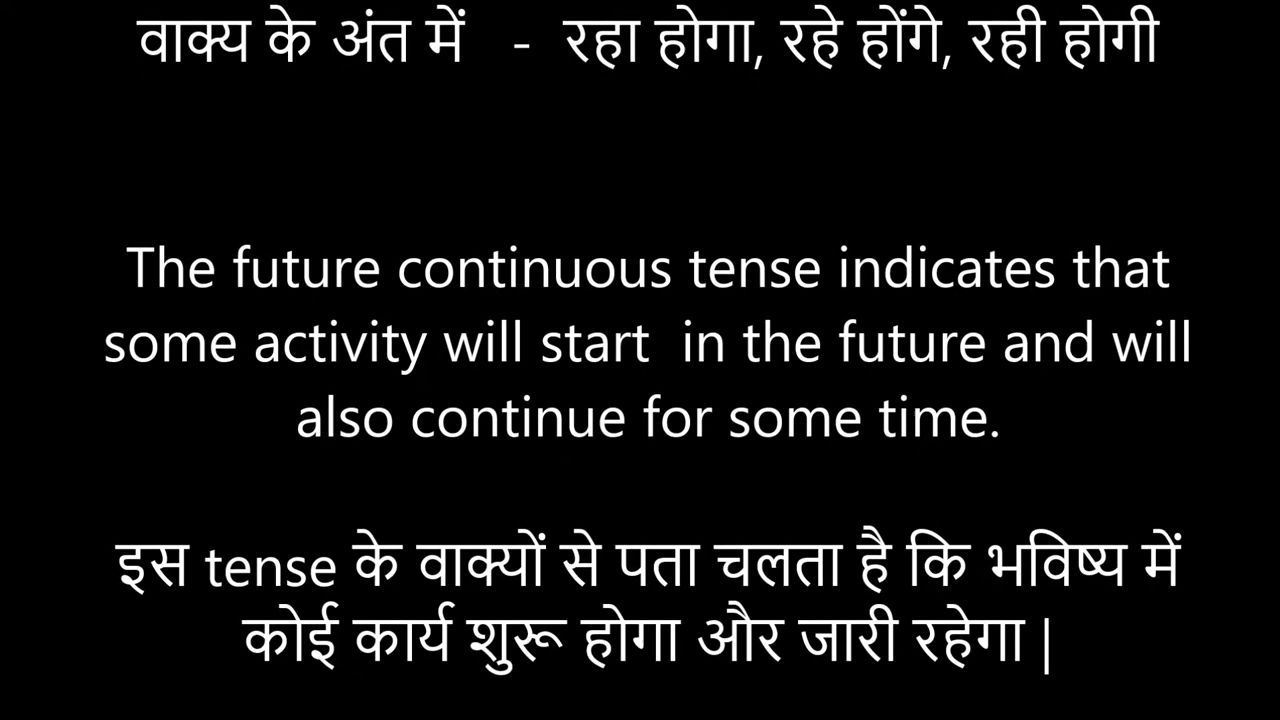 वाक्य के अंत में - रहा होगा, रहे होंगे, रही होगी
The future continuous tense indicates that
some activity will start in the future and will
also continue for some time.
इस tense के वाक्यों से पता चलता है कि भविष्य में
कोई कार्य शुरू होगा और जारी रहेगा |